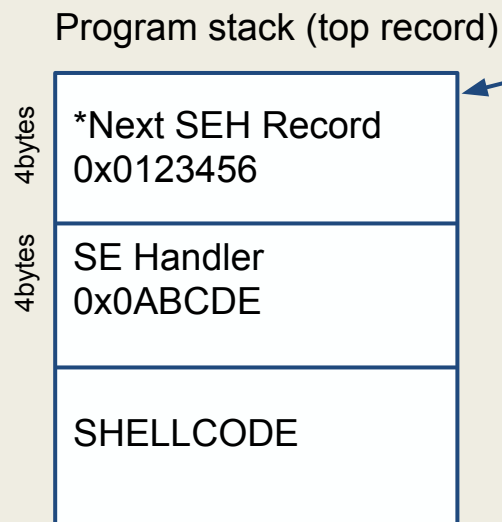 Program stack (top record)
4bytes
*Next SEH Record
0x0123456
4bytes
SE Handler
0x0ABCDE
SHELLCODE